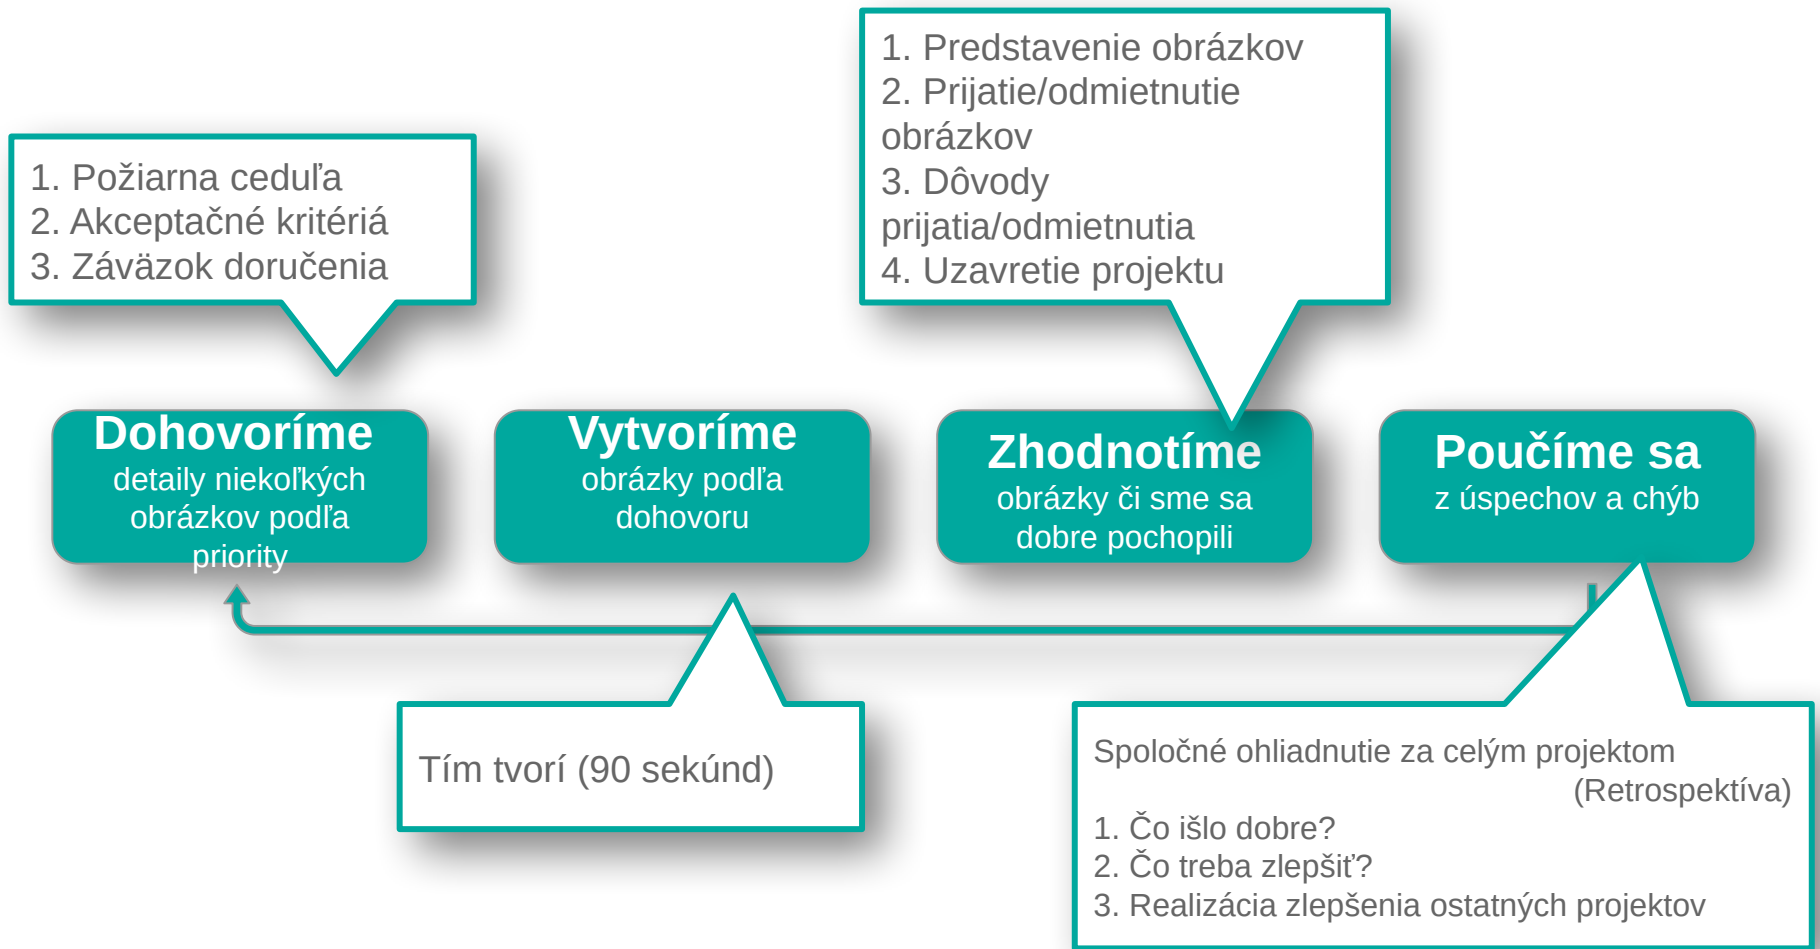 1. Predstavenie obrázkov
2. Prijatie/odmietnutie
obrázkov
3. Dôvody
prijatia/odmietnutia
4. Uzavretie projektu
1. Požiarna ceduľa
2. Akceptačné kritériá
3. Záväzok doručenia
Dohovoríme
detaily niekoľkých
obrázkov podľa
priority
Vytvoríme
obrázky podľa
dohovoru
Zhodnotíme
obrázky či sme sa
dobre pochopili
Poučíme sa
z úspechov a chýb
Tím tvorí (90 sekúnd)
Spoločné ohliadnutie za celým projektom
(Retrospektíva)
1. Čo išlo dobre?
2. Čo treba zlepšiť?
3. Realizácia zlepšenia ostatných projektov